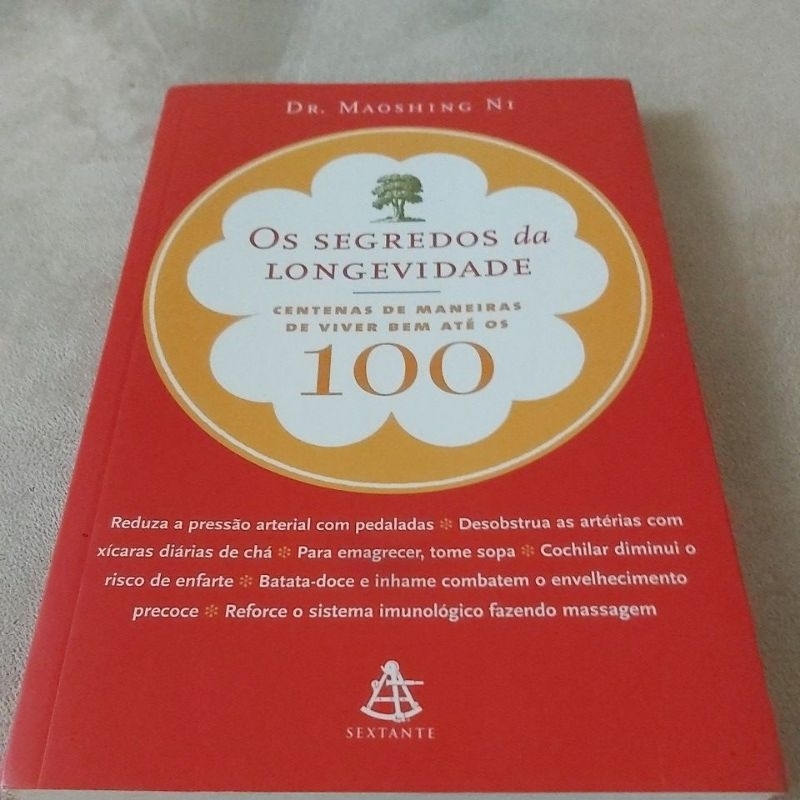 Dr. Maoshing Ni
Os segredos da
longevidade
centenas de maneiras
de viver bem até os
100
Reduza a pressão arterial com pedaladas * Desobstrua as artérias com
xícaras diárias de chá * Para emagrecer, tome sopa * Cochilar diminui o
risco de enfarte * Batata-doce e inhame combatem o envelhecimento
precoce * Reforce o sistema imunológico fazendo massagem
SEXTANTE